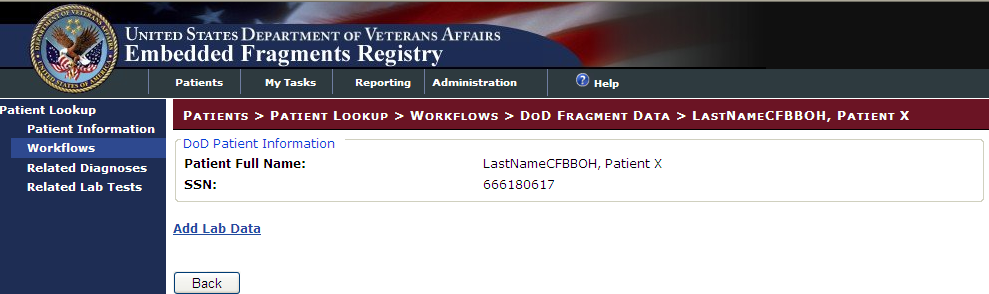 UNITED STATES DEPARTMENT OF VETERANS AFFAIRS
Embedded Fragments Registry
Patients My Tasks Reporting Administration ? Help
Patient Lookup
Patient Information
Workflows
Related Diagnoses
Related Lab Tests
PATIENTS > PATIENT LOOKUP > WORKFLOWS > DOD FRAGMENT DATA > LASTNAMECFBBOH, PATIENT X
DoD Patient Information
Patient Full Name: LastNameCFBBOH, Patient X
SSN: 666180617
Add Lab Data
Back